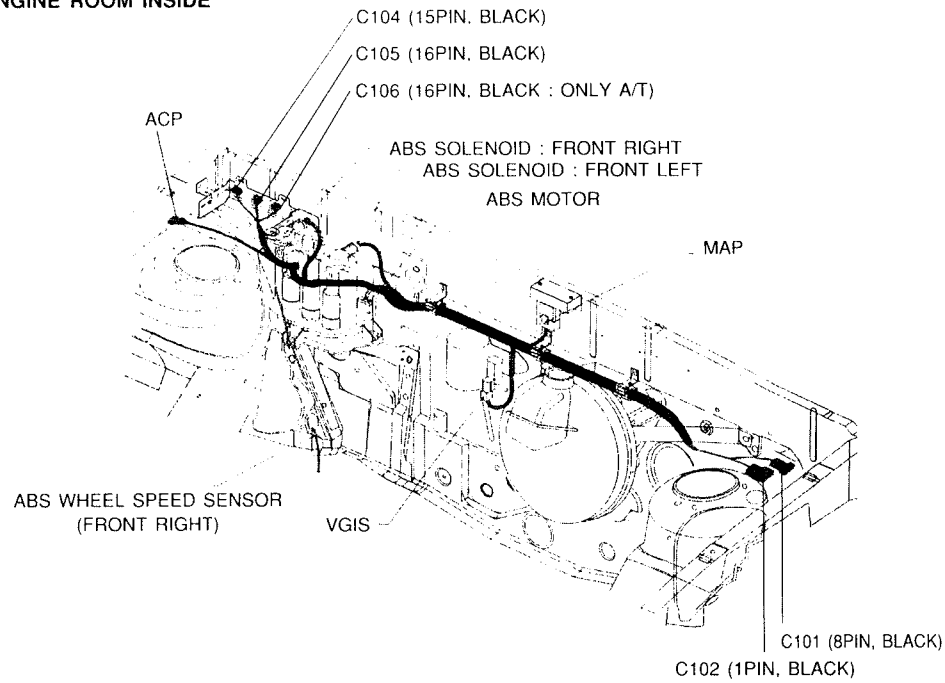 NGINE ROOM INSIDE
C104 (15PIN, BLACK)
C105 (16PIN, BLACK)
C106 (16PIN, BLACK : ONLY A/T)
ACP
ABS SOLENOID : FRONT RIGHT
ABS SOLENOID : FRONT LEFT
ABS MOTOR
MAP
ABS WHEEL SPEED SENSOR
(FRONT RIGHT)
VGIS
C101 (8PIN, BLACK)
C102 (1PIN, BLACK)